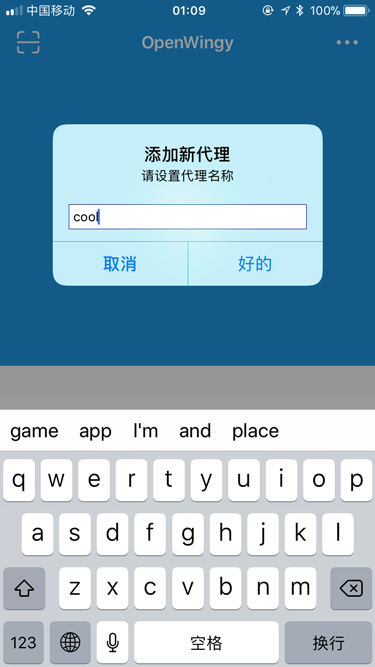 中国移动 01:09 100%
OpenWingy
添加新代理
请设置代理名称
cool
取消 好的
game app I'm and place
q w e r t y u i o p
a s d f g h j k l
z x c v b n m
123 空格 换行